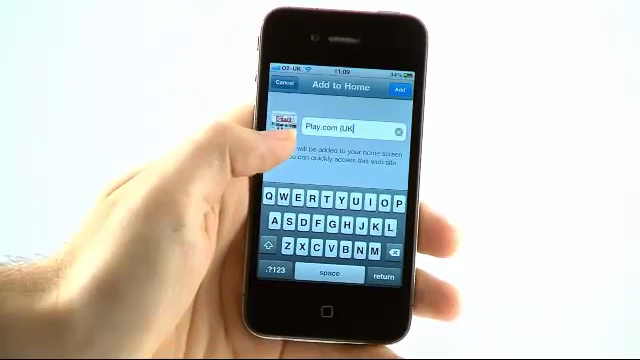 O2-UK 11:09 34%
Cancel Add to Home Add
Play.com (UK
will be added to your home screen
you can quickly access this web site.
Q W E R T Y U I O P
A S D F G H J K L
Z X C V B N M
.?123 space return